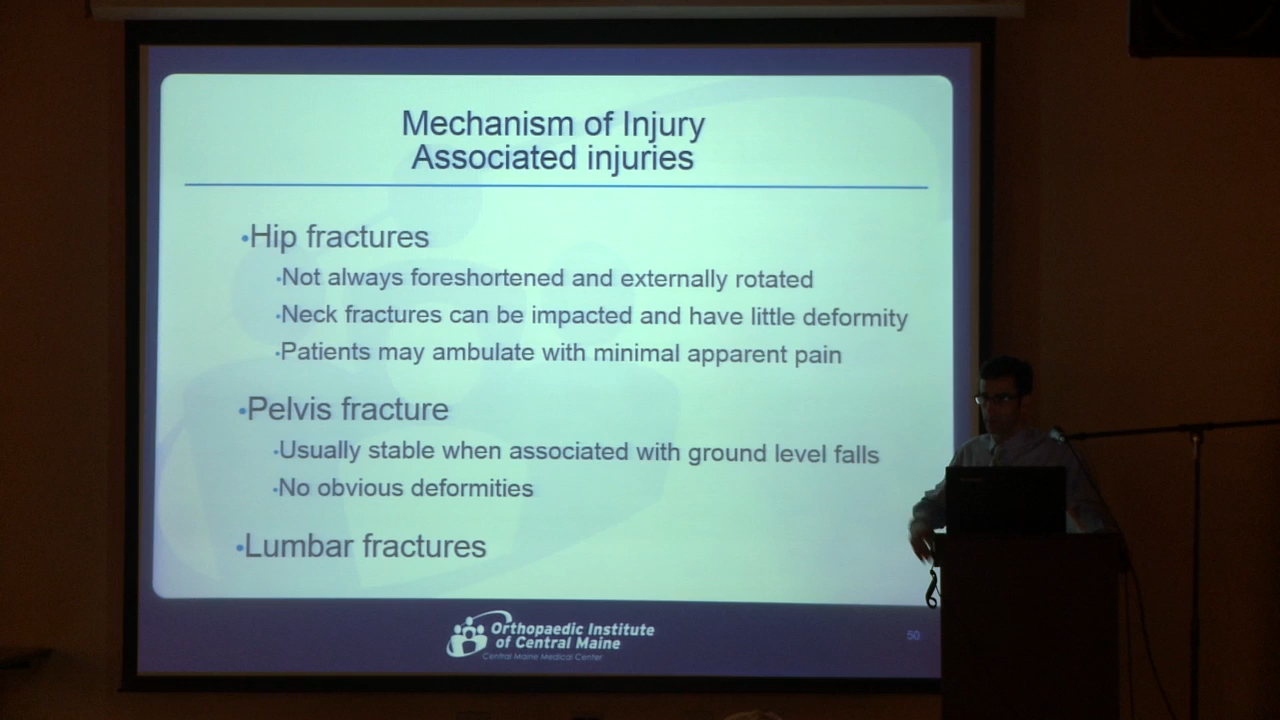 Mechanism of Injury
Associated injuries
•Hip fractures
•Not always foreshortened and externally rotated
•Neck fractures can be impacted and have little deformity
•Patients may ambulate with minimal apparent pain
•Pelvis fracture
•Usually stable when associated with ground level falls
•No obvious deformities
•Lumbar fractures
Orthopaedic Institute
of Central Maine
Central Maine Medical Center
50